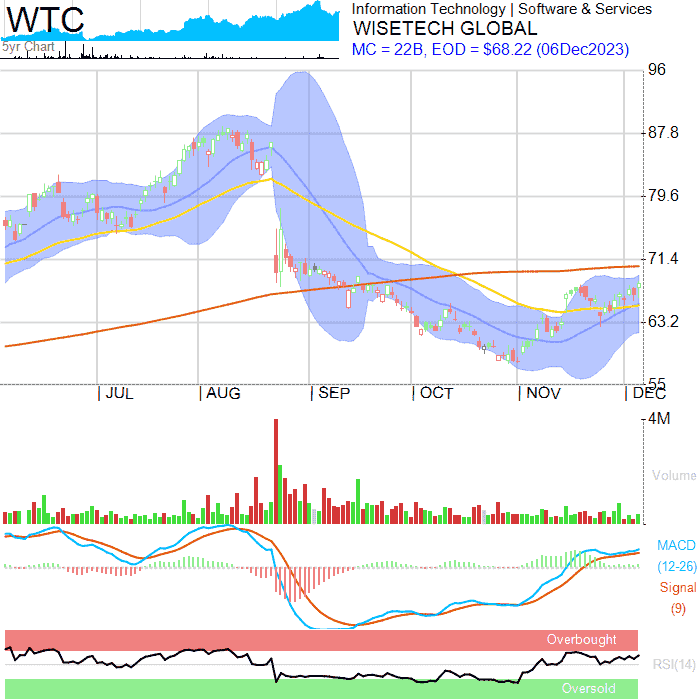 WTC
5yr Chart
Information Technology | Software & Services
WISETECH GLOBAL
MC = 22B, EOD = $68.22 (06Dec2023)
96
87.8
79.6
71.4
63.2
55
| JUL | AUG | SEP | OCT | NOV | DEC
4M
Volume
MACD
(12-26)
Signal
(9)
Overbought
RSI(14)
Oversold